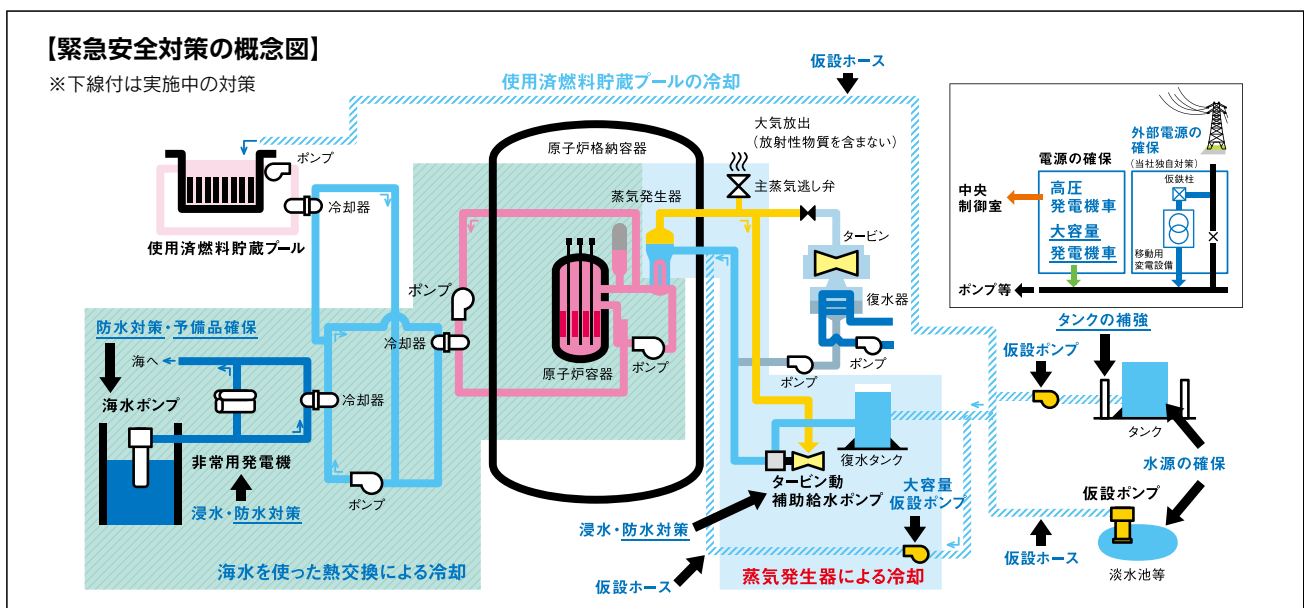 【緊急安全対策の概念図】
※下線付は実施中の対策
使用済燃料貯蔵プールの冷却
仮設ホース
ポンプ
冷却器
使用済燃料貯蔵プール
原子炉格納容器
大気放出
(放射性物質を含まない)
主蒸気逃し弁
蒸気発生器
タービン
復水器
ポンプ
冷却器
原子炉容器
ポンプ
ポンプ
ポンプ
外部電源の
確保
(当社独自対策)
電源の確保
仮鉄柱
中央
制御室
高圧
発電機車
大容量
発電機車
移動用
変電設備
ポンプ等
防水対策・予備品確保
海へ
海水ポンプ
冷却器
非常用発電機
浸水・防水対策
ポンプ
海水を使った熱交換による冷却
タンクの補強
仮設ポンプ
タンク
復水タンク
タービン動
補助給水ポンプ
大容量
仮設ポンプ
水源の確保
仮設ポンプ
浸水・防水対策
仮設ホース
仮設ホース
蒸気発生器による冷却
淡水池等